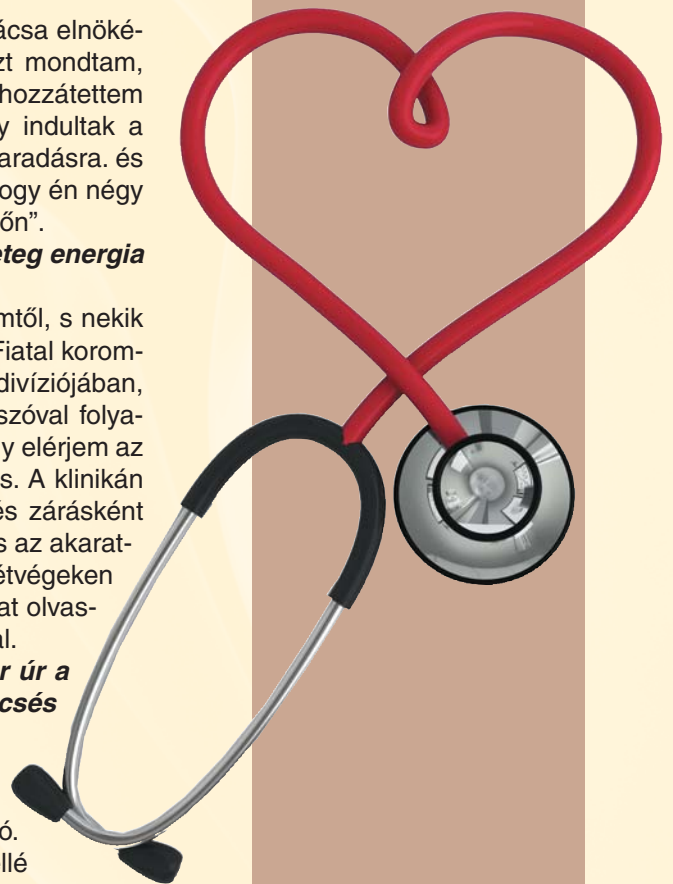 ácsa elnöké-
zt mondtam,
hozzátettem
y indultak a
aradásra. és
ogy én négy
őn”.
eteg energia
mtől, s nekik
Fiatal korom-
divíziójában,
szóval folya-
y elérjem az
s. A klinikán
és zárásként
s az akarat-
étvégeken
at olvas-
al.
r úr a
csés
ó.
llé